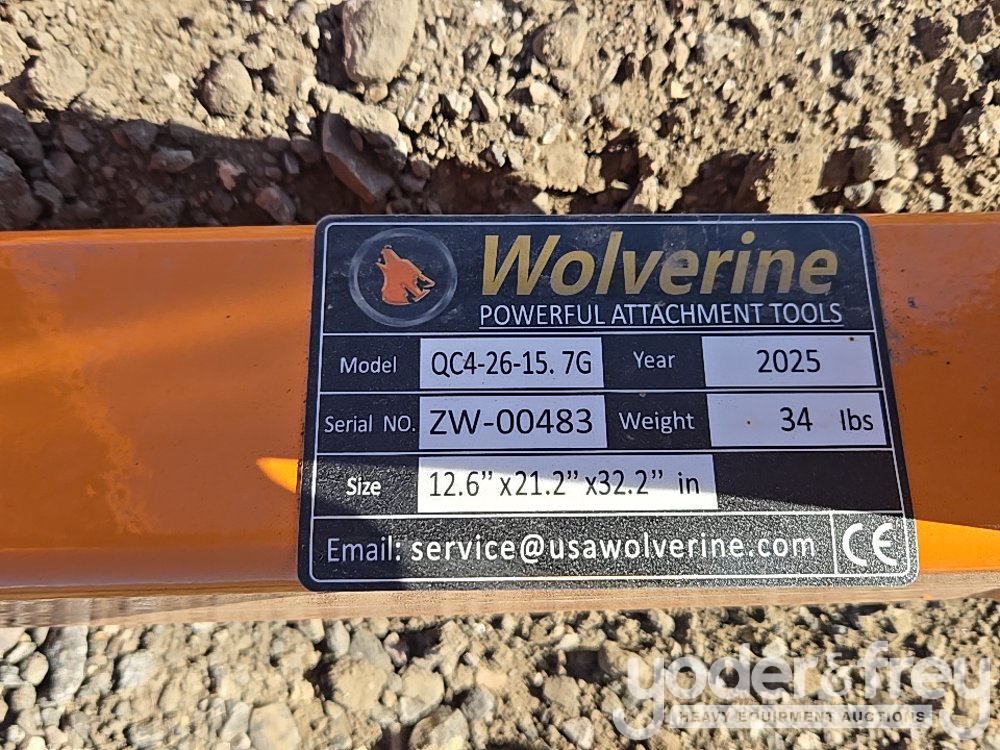 Wolverine
POWERFUL ATTACHMENT TOOLS
Model QC4-26-15.7G Year 2025
Serial NO. ZW-00483 Weight 34 lbs
Size 12.6”x21.2”x32.2” in
Email: service@usawolverine.com CE
yoder&frey
HEAVY EQUIPMENT AUCTIONS